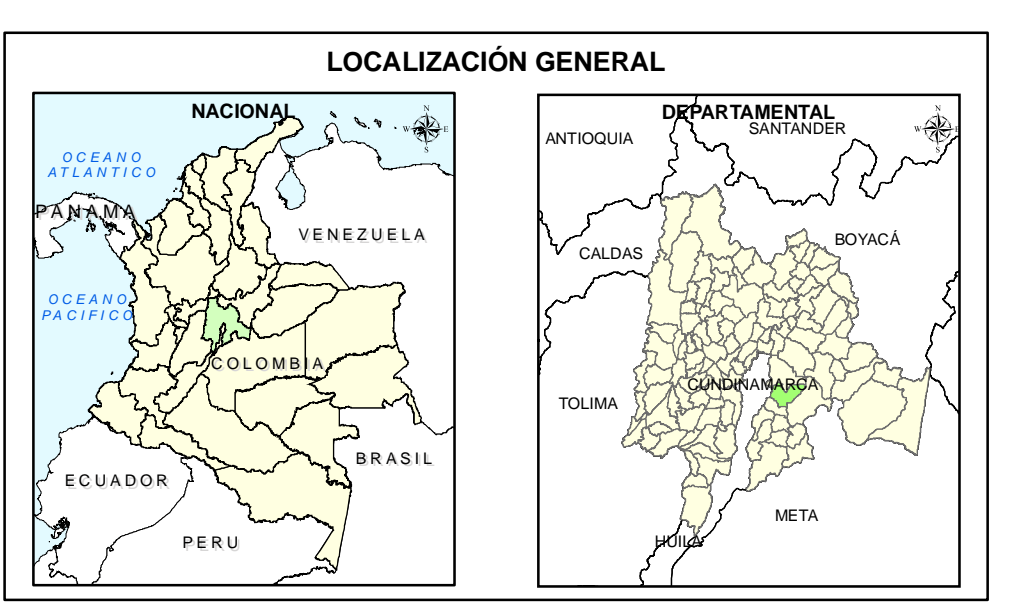 LOCALIZACIÓN GENERAL
NACIONAL
N
W
E
S
OCEANO
ATLANTICO
PANAMA
VENEZUELA
OCEANO
PACIFICO
COLOMBIA
BRASIL
ECUADOR
PERU
DEPARTAMENTAL
N
W
E
S
ANTIOQUIA
SANTANDER
BOYACÁ
CALDAS
CUNDINAMARCA
TOLIMA
META
HUILA